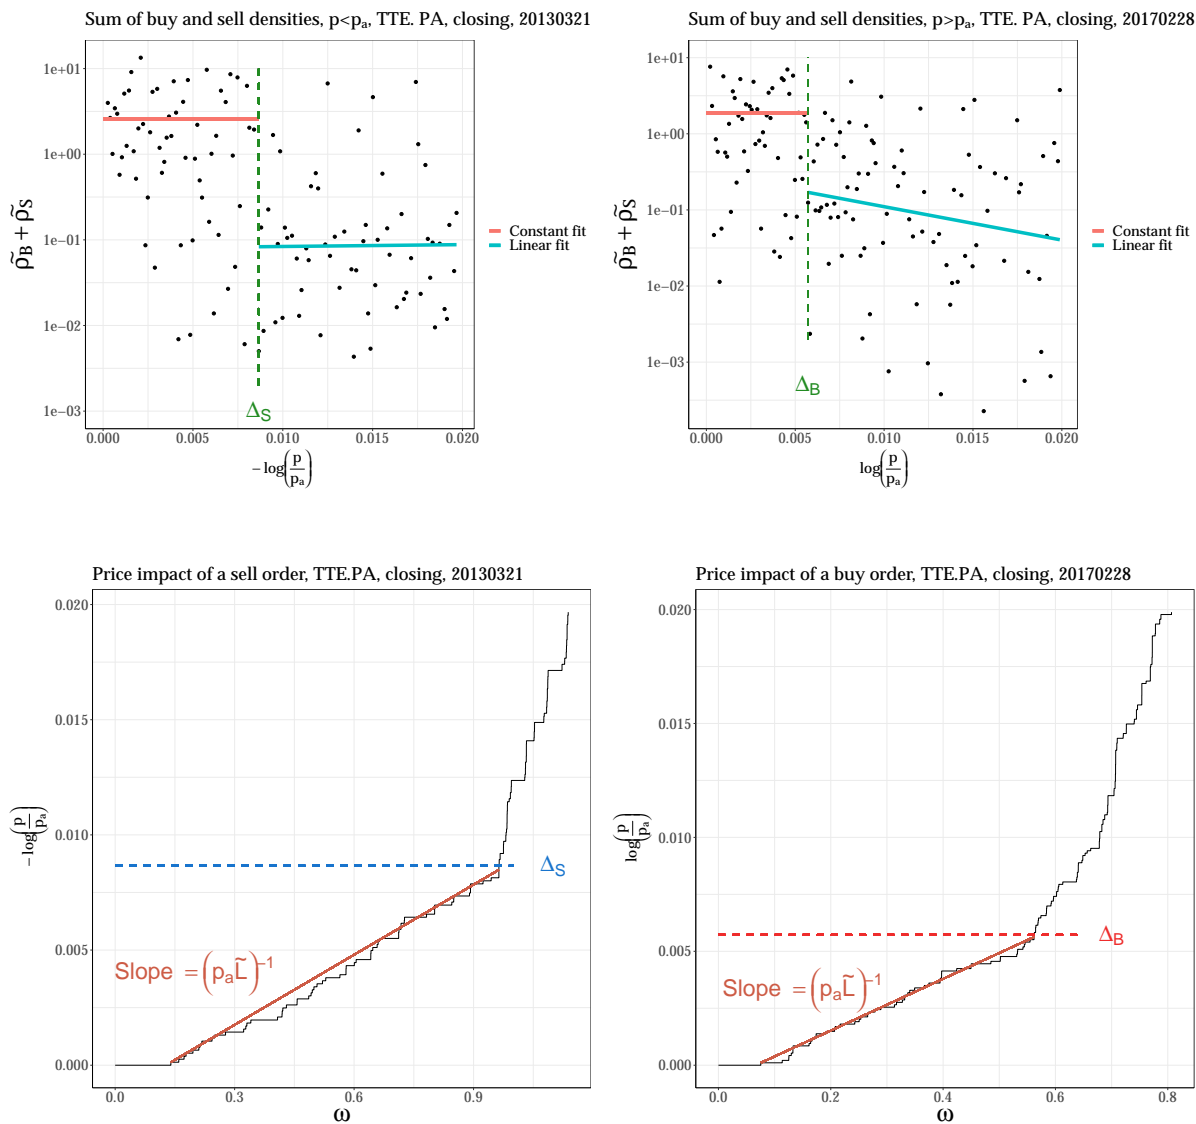 Sum of buy and sell densities, p<pₐ, TTE. PA, closing, 20130321
1e+01
1e+00
1e−01
1e−02
1e−03
ρ̃B + ρ̃S
ΔS
0.000 0.005 0.010 0.015 0.020
−log(p/pₐ)
Constant fit
Linear fit
Sum of buy and sell densities, p>pₐ, TTE. PA, closing, 20170228
1e+01
1e+00
1e−01
1e−02
1e−03
ρ̃B + ρ̃S
ΔB
0.000 0.005 0.010 0.015 0.020
log(p/pₐ)
Constant fit
Linear fit
Price impact of a sell order, TTE.PA, closing, 20130321
0.020
0.015
0.010
0.005
0.000
−log(p/pₐ)
ΔS
Slope =(pₐL̃)⁻¹
0.0 0.3 0.6 0.9
ω
Price impact of a buy order, TTE.PA, closing, 20170228
0.020
0.015
0.010
0.005
0.000
log(p/pₐ)
ΔB
Slope =(pₐL̃)⁻¹
0.0 0.2 0.4 0.6 0.8
ω